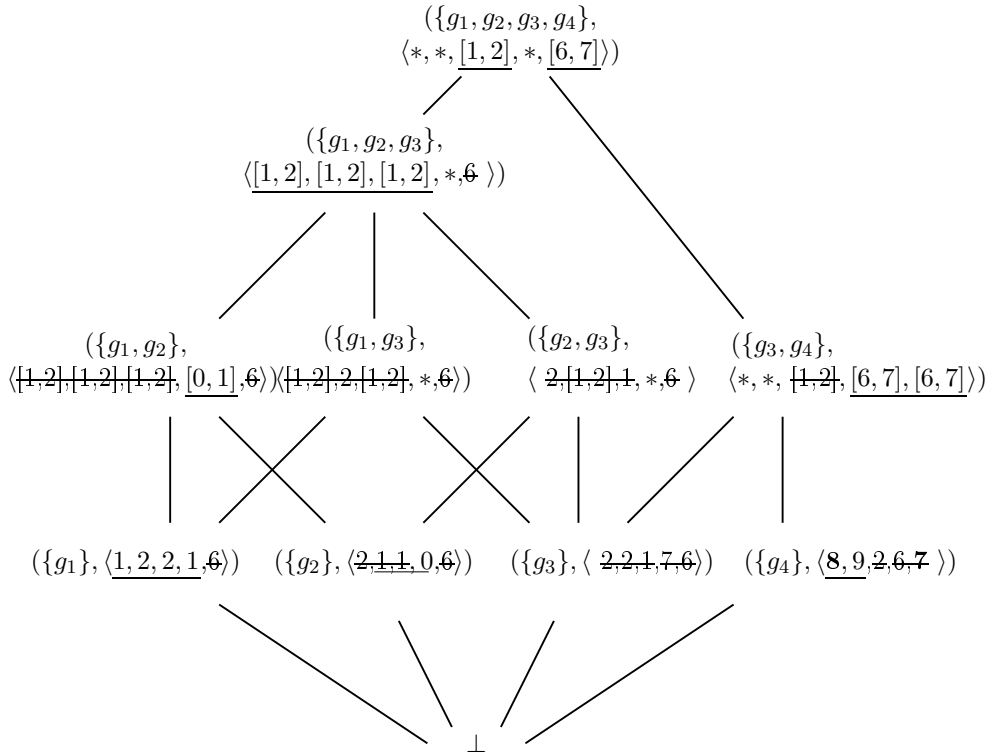 ({g₁, g₂, g₃, g₄},
⟨∗, ∗, [1, 2], ∗, [6, 7]⟩)
({g₁, g₂, g₃},
⟨[1, 2], [1, 2], [1, 2], ∗,6 ⟩)
({g₁, g₂},
⟨[1,2],[1,2],[1,2], [0, 1],6⟩)
({g₁, g₃},
⟨[1,2],2,[1,2], ∗,6⟩)
({g₂, g₃},
⟨ 2,[1,2],1, ∗,6 ⟩
({g₃, g₄},
⟨∗, ∗, [1,2], [6, 7], [6, 7]⟩)
({g₁}, ⟨1, 2, 2, 1,6⟩)
({g₂}, ⟨2,1,1, 0,6⟩)
({g₃}, ⟨ 2,2,1,7,6⟩)
({g₄}, ⟨8, 9,2,6,7 ⟩)
⊥